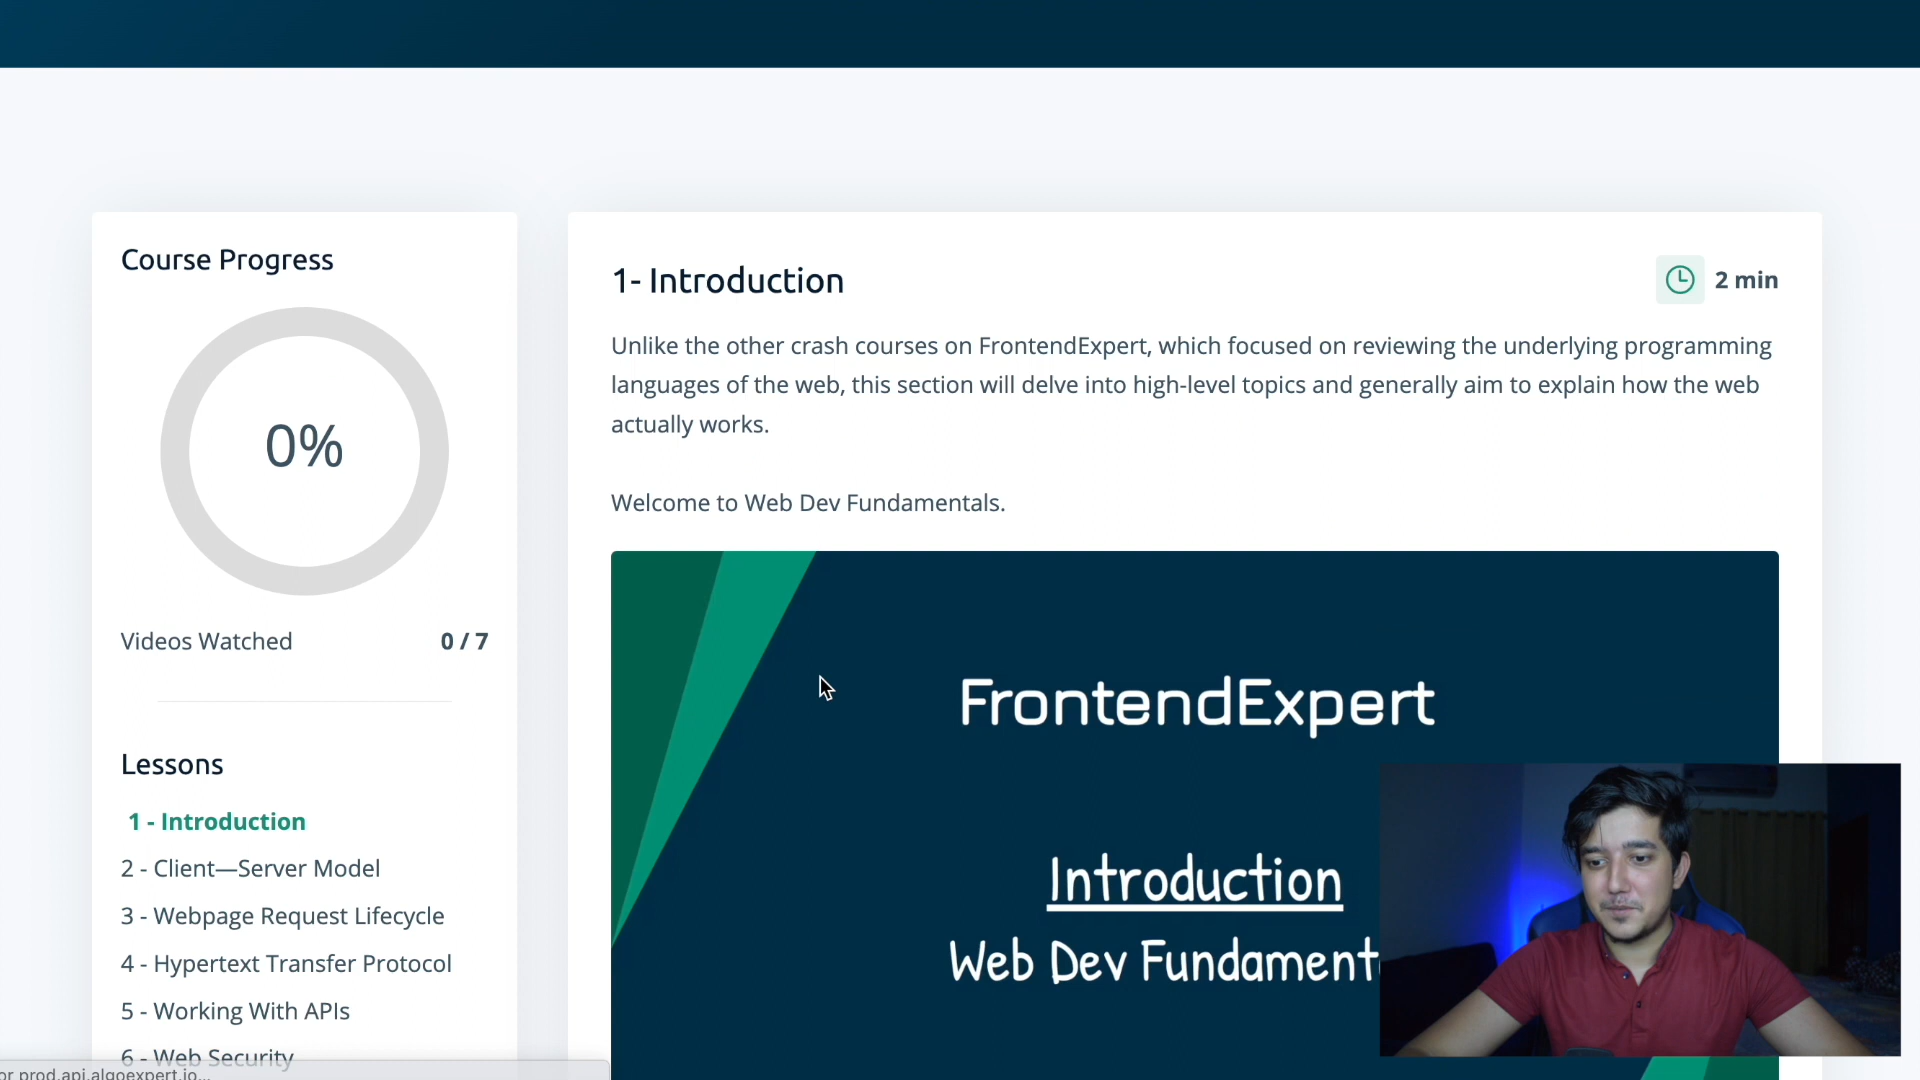 Course Progress
0%
Videos Watched 0 / 7
Lessons
1 - Introduction
2 - Client—Server Model
3 - Webpage Request Lifecycle
4 - Hypertext Transfer Protocol
5 - Working With APIs
6 - Web Security
or prod.api.algoexpert.io...
1- Introduction
2 min
Unlike the other crash courses on FrontendExpert, which focused on reviewing the underlying programming
languages of the web, this section will delve into high-level topics and generally aim to explain how the web
actually works.
Welcome to Web Dev Fundamentals.
FrontendExpert
Introduction
Web Dev Fundament